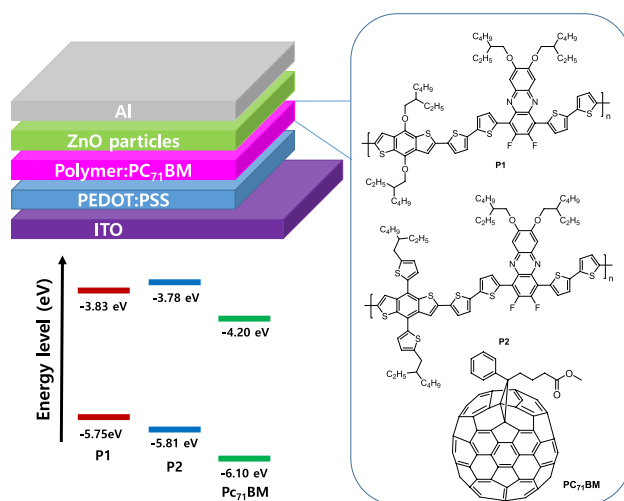 Al
ZnO particles
Polymer:PC₇₁BM
PEDOT:PSS
ITO
Energy level (eV)
-3.83 eV
-3.78 eV
-4.20 eV
-5.75eV
-5.81 eV
-6.10 eV
P1
P2
Pc₇₁BM
C₄H₉
C₂H₅
O
C₄H₉
C₂H₅
O
C₄H₉
C₂H₅
O
N
N
S
S
S
S
F
F
S
S
n
O
C₂H₅
C₄H₉
P1
C₄H₉
C₂H₅
O
C₄H₉
C₂H₅
O
C₄H₉
C₂H₅
S
N
N
S
S
S
S
F
F
S
S
n
S
C₂H₅
C₄H₉
P2
O
O
PC₇₁BM